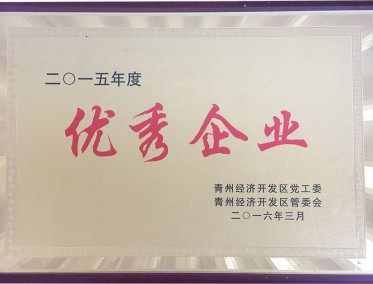 二〇一五年度
优秀企业
青州经济开发区党工委
青州经济开发区管委会
二〇一六年三月